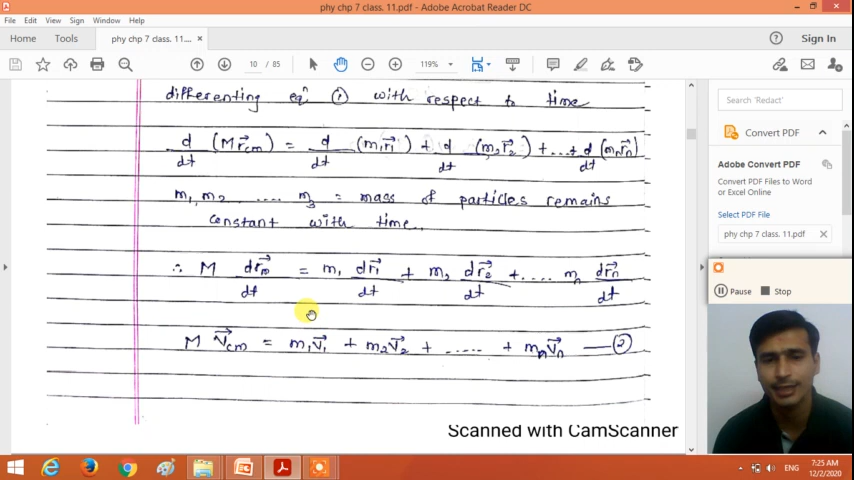 phy chp 7 class. 11.pdf - Adobe Acrobat Reader DC
File Edit View Sign Window Help
Home Tools phy chp 7 class. 11.... × Sign In
10 / 85 119%
differenting eqⁿ ① with respect to time
d/dt (M r⃗cm) = d/dt (m₁r⃗₁) + d/dt (m₂r⃗₂) + ....+ d/dt (mₙr⃗ₙ)
m₁, m₂ .... m₃ = mass of particles remains
constant with time.
∴ M dr⃗cm/dt = m₁ dr⃗₁/dt + m₂ dr⃗₂/dt + .... mₙ dr⃗ₙ/dt
M V⃗cm = m₁V⃗₁ + m₂V⃗₂ + ...... + mₙV⃗ₙ — ②
Scanned with CamScanner
Search 'Redact'
Convert PDF
Adobe Convert PDF
Convert PDF Files to Word
or Excel Online
Select PDF File
phy chp 7 class. 11.pdf ×
Pause Stop
ENG
7:25 AM
12/2/2020